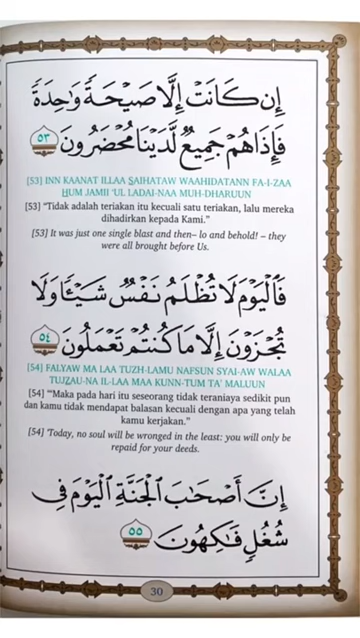 إِن كَانَتْ إِلَّا صَيْحَةً وَٰحِدَةً
فَإِذَا هُمْ جَمِيعٌ لَّدَيْنَا مُحْضَرُونَ ٥٣
[53] INN KAANAT ILLAA SAIHATAW WAAHIDATANN FA-I-ZAA
HUM JAMII 'UL LADAI-NAA MUH-DHARUUN
[53] "Tidak adalah teriakan itu kecuali satu teriakan, lalu mereka
dihadirkan kepada Kami."
[53] It was just one single blast and then– lo and behold! – they
were all brought before Us.
فَٱلْيَوْمَ لَا تُظْلَمُ نَفْسٌ شَيْـًٔا وَلَا
تُجْزَوْنَ إِلَّا مَا كُنتُمْ تَعْمَلُونَ ٥٤
[54] FALYAW MA LAA TUZH-LAMU NAFSUN SYAI-AW WALAA
TUJZAU-NA IL-LAA MAA KUNN-TUM TA' MALUUN
[54] "Maka pada hari itu seseorang tidak teraniaya sedikit pun
dan kamu tidak mendapat balasan kecuali dengan apa yang telah
kamu kerjakan."
[54] 'Today, no soul will be wronged in the least: you will only be
repaid for your deeds.
إِنَّ أَصْحَٰبَ ٱلْجَنَّةِ ٱلْيَوْمَ فِى
شُغُلٍ فَٰكِهُونَ ٥٥
30